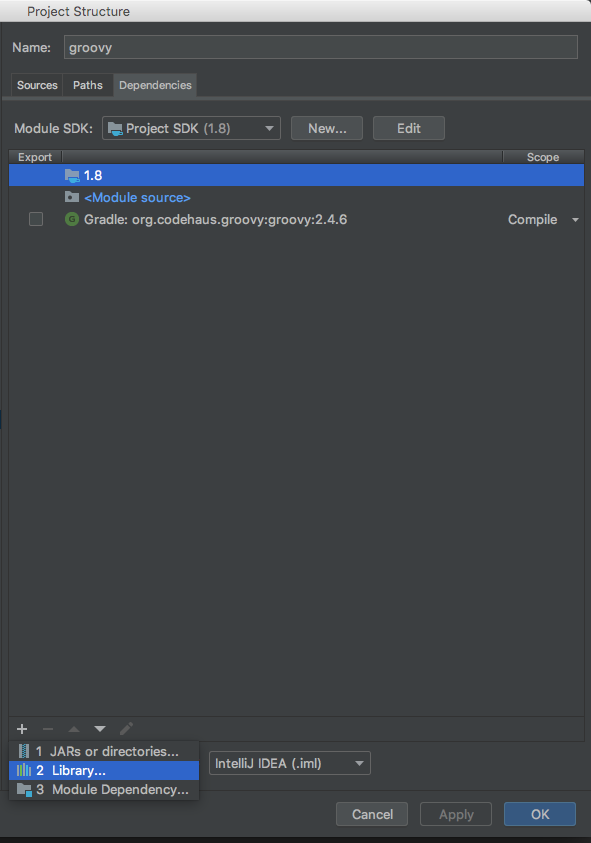 Project Structure
Name: groovy
Sources Paths Dependencies
Module SDK: Project SDK (1.8) New... Edit
Export Scope
1.8
<Module source>
G Gradle: org.codehaus.groovy:groovy:2.4.6 Compile
1 JARs or directories...
2 Library... IntelliJ IDEA (.iml)
3 Module Dependency...
Cancel Apply OK